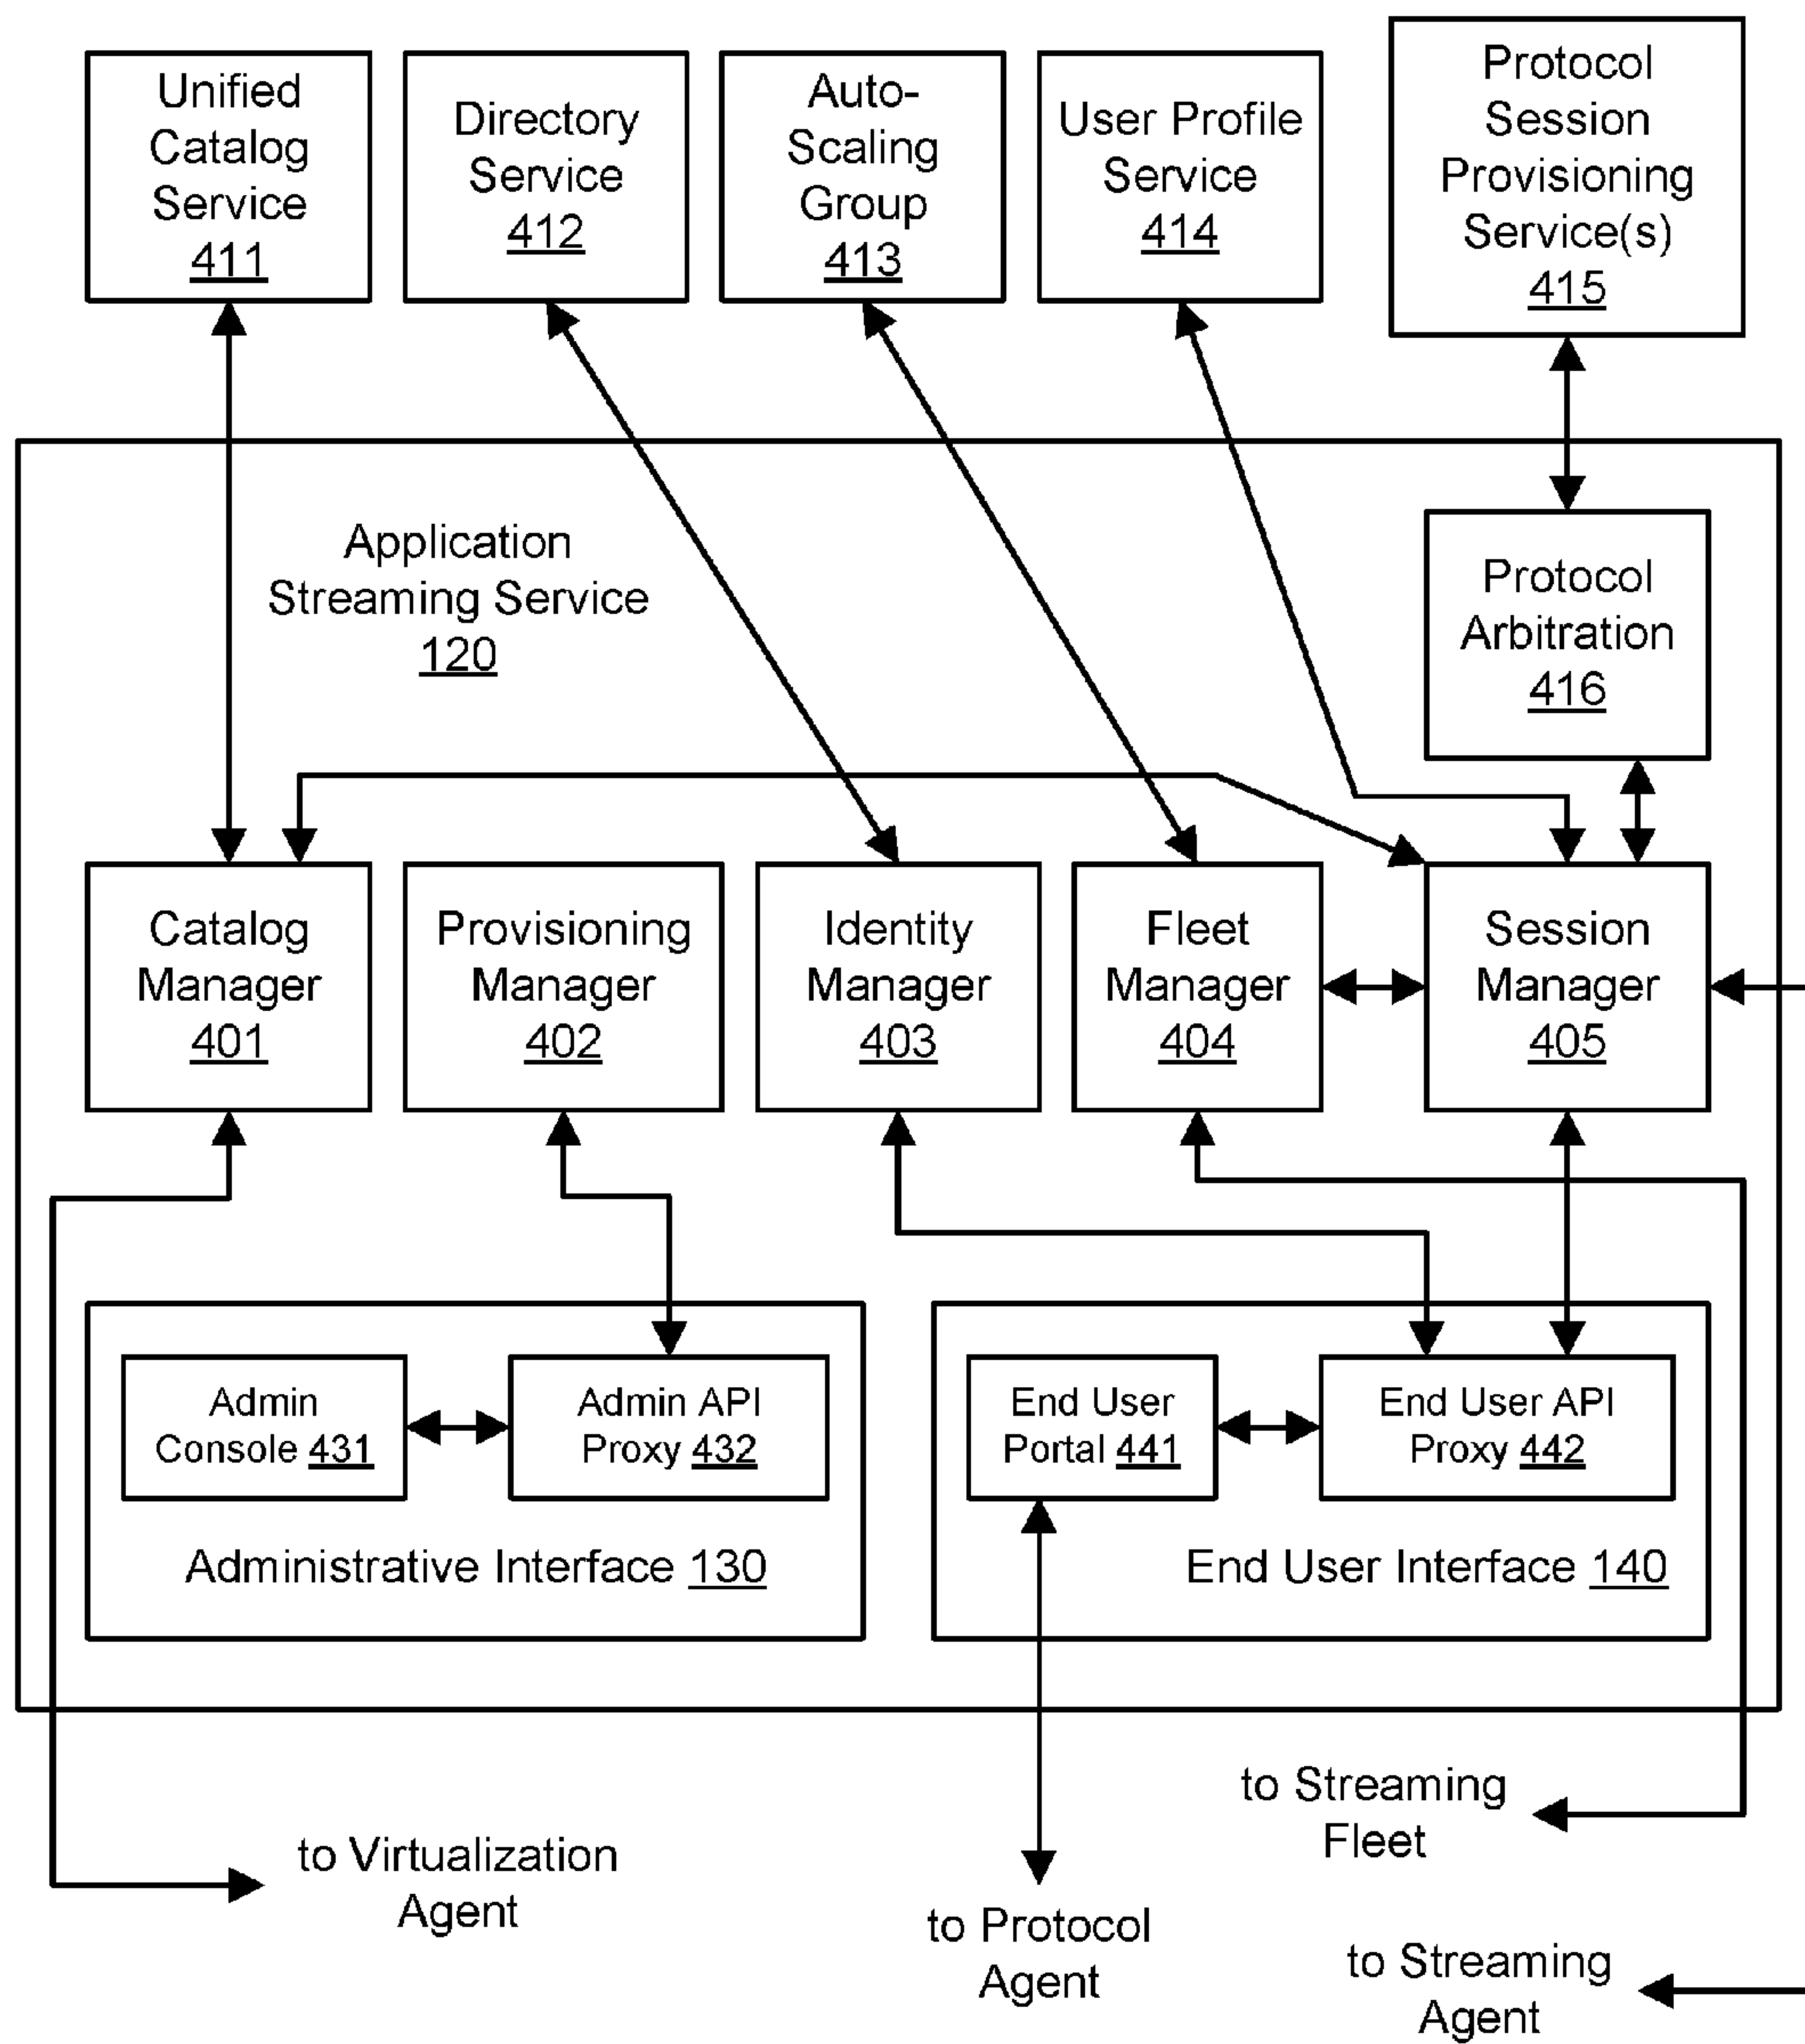 Unified
Catalog
Service
411
Directory
Service
412
Auto-
Scaling
Group
413
User Profile
Service
414
Protocol
Session
Provisioning
Service(s)
415
Application
Streaming Service
120
Protocol
Arbitration
416
Catalog
Manager
401
Provisioning
Manager
402
Identity
Manager
403
Fleet
Manager
404
Session
Manager
405
Admin
Console 431
Admin API
Proxy 432
Administrative Interface 130
End User
Portal 441
End User API
Proxy 442
End User Interface 140
to Virtualization
Agent
to Protocol
Agent
to Streaming
Fleet
to Streaming
Agent